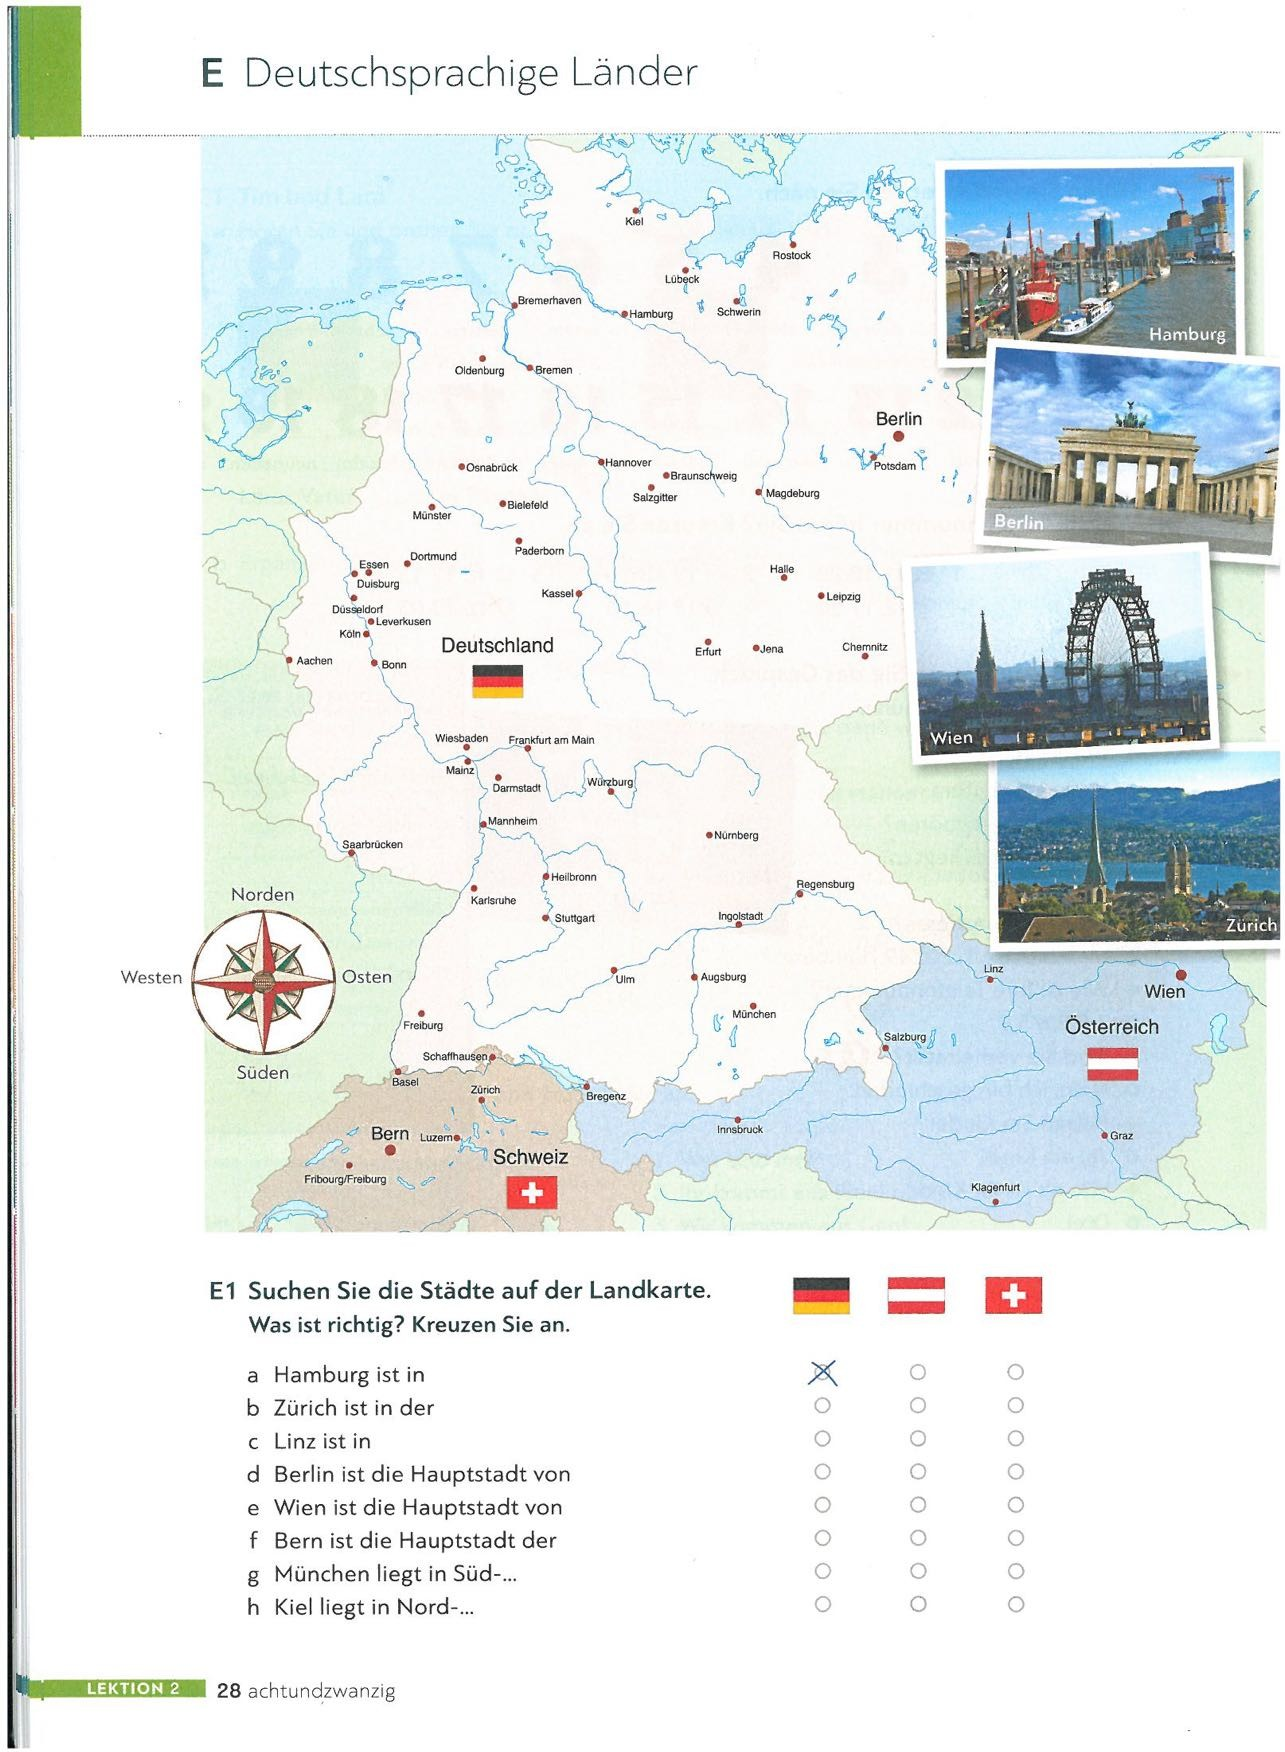 E Deutschsprachige Länder
Kiel
Rostock
Lübeck
Bremerhaven
Hamburg
Schwerin
Hamburg
Oldenburg
Bremen
Berlin
Potsdam
Osnabrück
Hannover
Braunschweig
Salzgitter
Magdeburg
Berlin
Münster
Bielefeld
Paderborn
Essen
Dortmund
Duisburg
Halle
Kassel
Leipzig
Düsseldorf
Leverkusen
Köln
Deutschland
Erfurt
Jena
Chemnitz
Aachen
Bonn
Wien
Wiesbaden
Frankfurt am Main
Mainz
Darmstadt
Würzburg
Mannheim
Nürnberg
Saarbrücken
Heilbronn
Regensburg
Karlsruhe
Stuttgart
Ingolstadt
Zürich
Norden
Westen
Osten
Süden
Ulm
Augsburg
Linz
Wien
München
Freiburg
Österreich
Schaffhausen
Salzburg
Basel
Zürich
Bregenz
Innsbruck
Bern
Luzern
Graz
Schweiz
Fribourg/Freiburg
Klagenfurt
E1 Suchen Sie die Städte auf der Landkarte.
Was ist richtig? Kreuzen Sie an.
a Hamburg ist in
b Zürich ist in der
c Linz ist in
d Berlin ist die Hauptstadt von
e Wien ist die Hauptstadt von
f Bern ist die Hauptstadt der
g München liegt in Süd-...
h Kiel liegt in Nord-...
LEKTION 2 28 achtundzwanzig